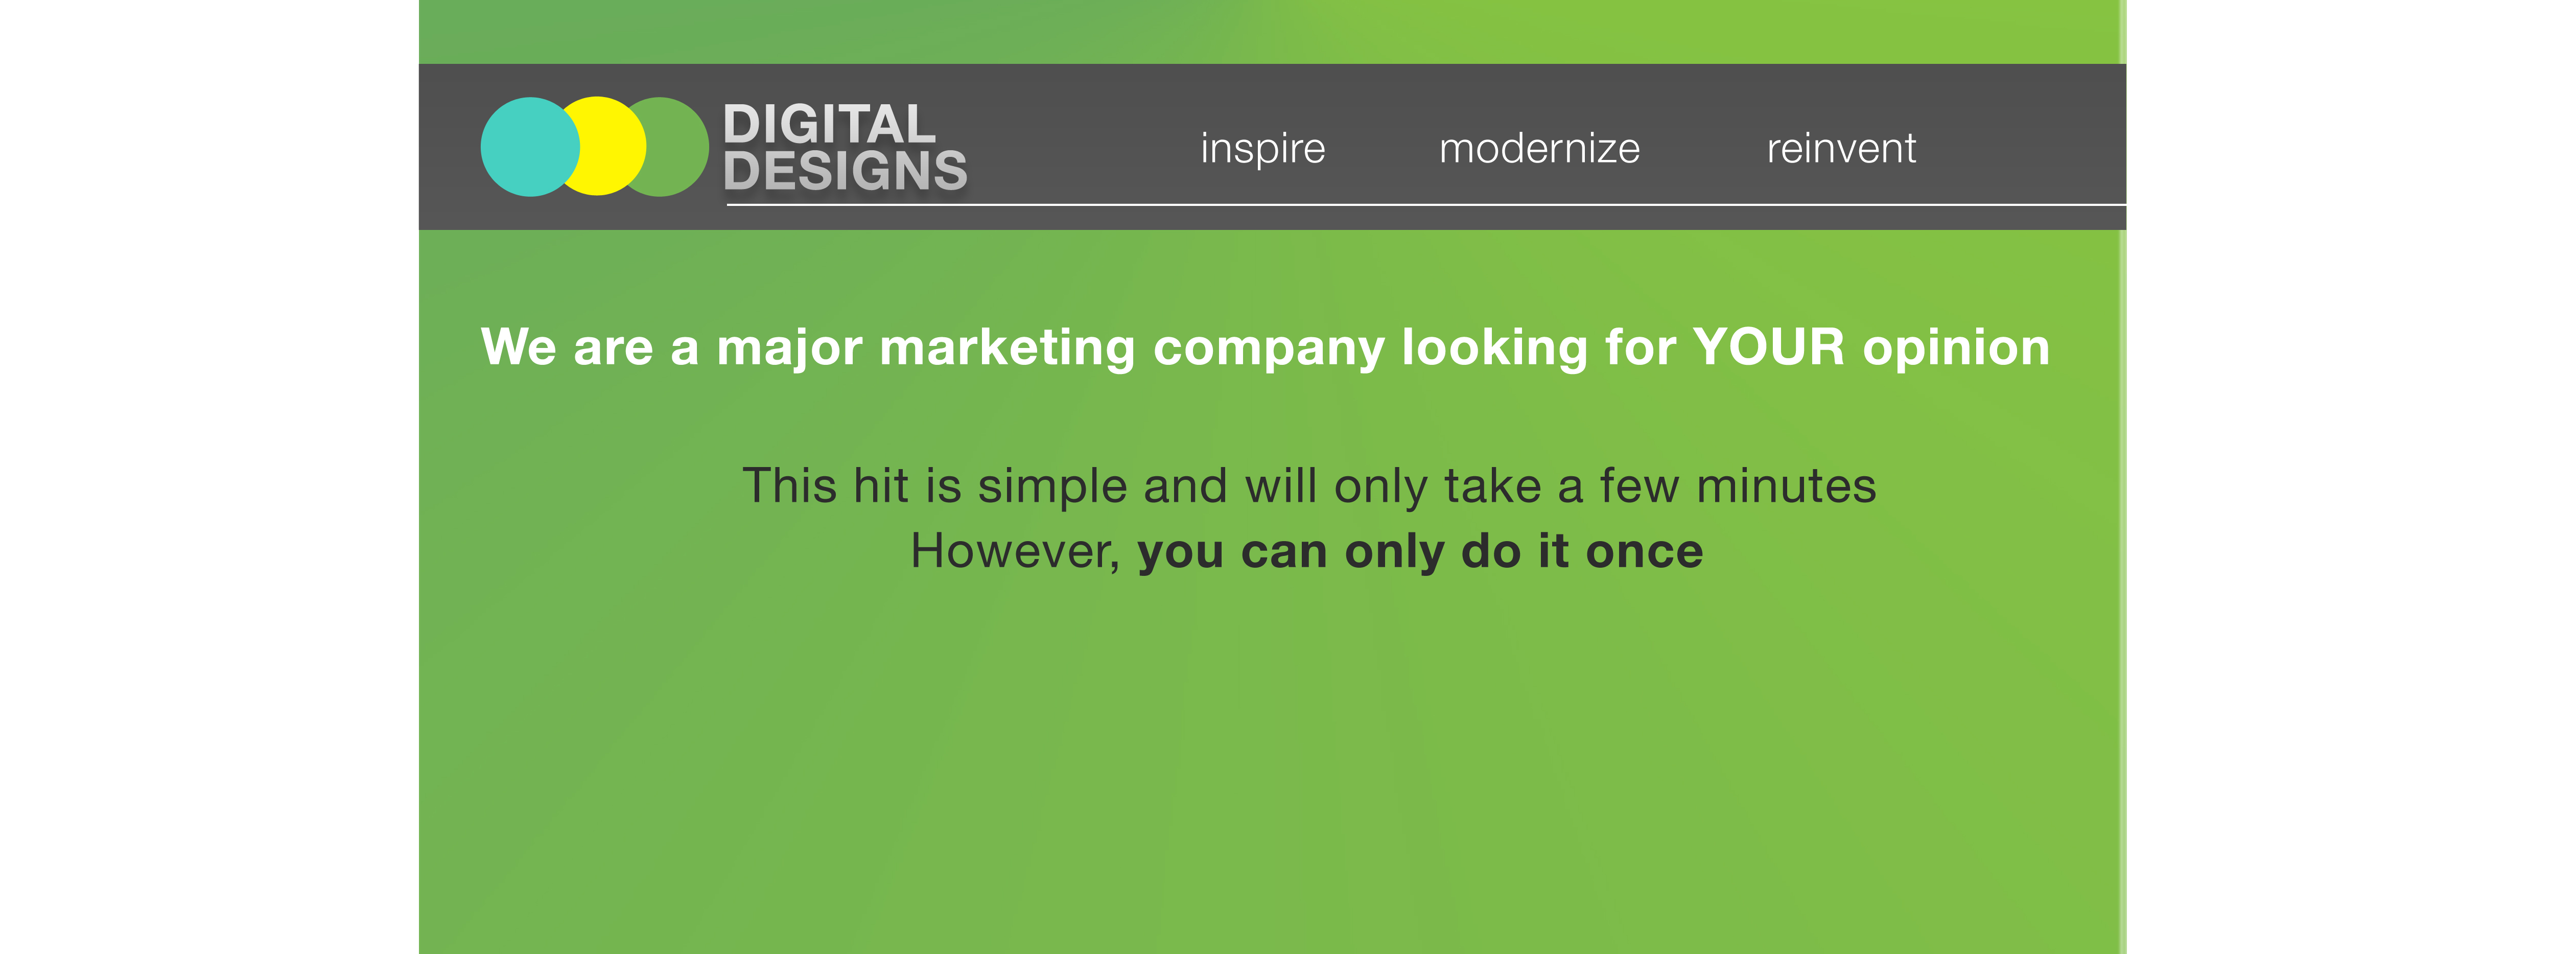 DIGITAL
DESIGNS
inspire modernize reinvent
We are a major marketing company looking for YOUR opinion
This hit is simple and will only take a few minutes
However, you can only do it once